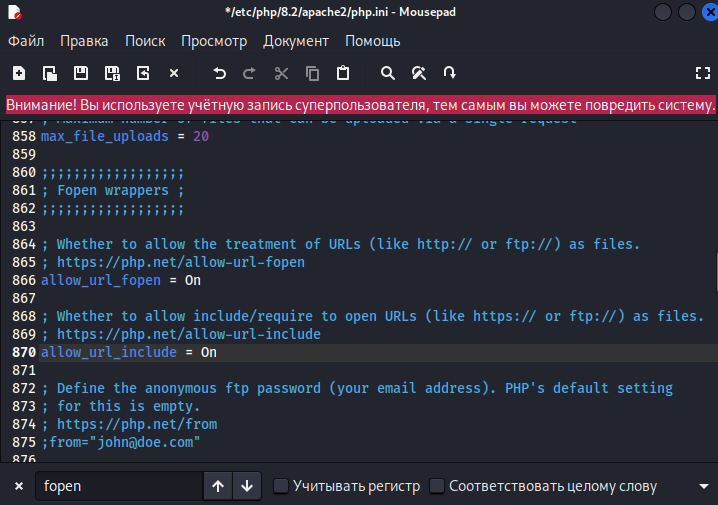 */etc/php/8.2/apache2/php.ini - Mousepad
Файл Правка Поиск Просмотр Документ Помощь
Внимание! Вы используете учётную запись суперпользователя, тем самым вы можете повредить систему.
857 ; Maximum number of files that can be uploaded via a single request
858 max_file_uploads = 20
859
860 ;;;;;;;;;;;;;;;;;;
861 ; Fopen wrappers ;
862 ;;;;;;;;;;;;;;;;;;
863
864 ; Whether to allow the treatment of URLs (like http:// or ftp://) as files.
865 ; https://php.net/allow-url-fopen
866 allow_url_fopen = On
867
868 ; Whether to allow include/require to open URLs (like https:// or ftp://) as files.
869 ; https://php.net/allow-url-include
870 allow_url_include = On
871
872 ; Define the anonymous ftp password (your email address). PHP's default setting
873 ; for this is empty.
874 ; https://php.net/from
875 ;from="john@doe.com"
876
fopen Учитывать регистр Соответствовать целому слову